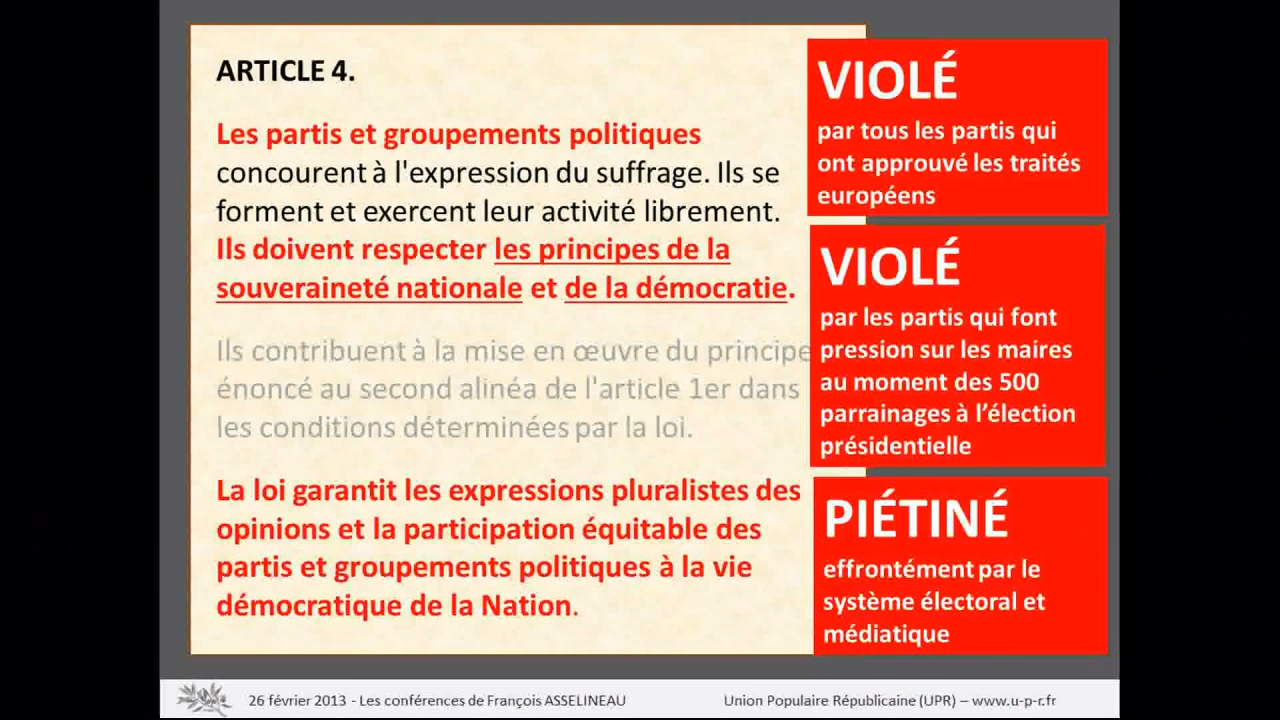 ARTICLE 4.
Les partis et groupements politiques
concourent à l'expression du suffrage. Ils se
forment et exercent leur activité librement.
Ils doivent respecter les principes de la
souveraineté nationale et de la démocratie.
Ils contribuent à la mise en œuvre du principe
énoncé au second alinéa de l'article 1er dans
les conditions déterminées par la loi.
La loi garantit les expressions pluralistes des
opinions et la participation équitable des
partis et groupements politiques à la vie
démocratique de la Nation.
VIOLÉ
par tous les partis qui
ont approuvé les traités
européens
VIOLÉ
par les partis qui font
pression sur les maires
au moment des 500
parrainages à l’élection
présidentielle
PIÉTINÉ
effrontément par le
système électoral et
médiatique
26 février 2013 - Les conférences de François ASSELINEAU
Union Populaire Républicaine (UPR) – www.u-p-r.fr